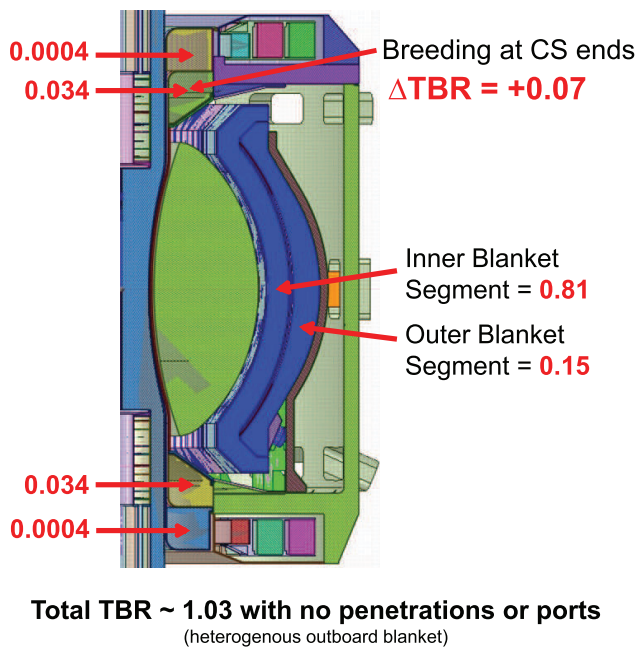 0.0004
0.034
Breeding at CS ends
ΔTBR = +0.07
Inner Blanket
Segment = 0.81
Outer Blanket
Segment = 0.15
0.034
0.0004
Total TBR ~ 1.03 with no penetrations or ports
(heterogenous outboard blanket)